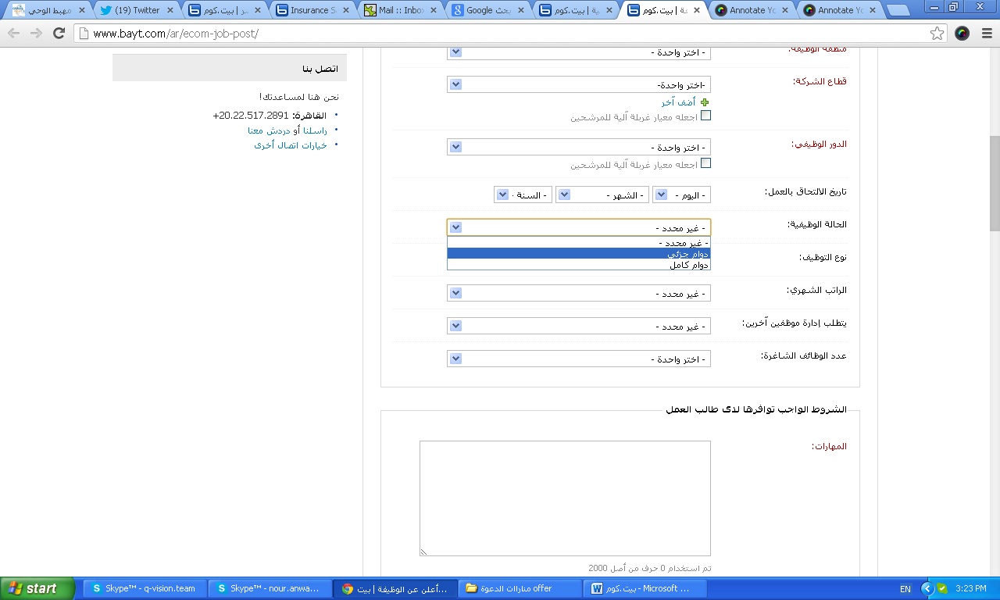 مهبط الوحي
(19) Twitter
بيت.كوم
Insurance S
Mail :: Inbo
Google بحث
ية | بيت.كوم
ية | بيت.كوم
Annotate Yo
Annotate Yo
www.bayt.com/ar/ecom-job-post/
منطقة الوظيفة:
- اختر واحدة -
قطاع الشركة:
-اختر واحدة-
أضف آخر
اجعله معيار غربلة آلية للمرشحين
الدور الوظيفي:
- اختر واحدة -
اجعله معيار غربلة آلية للمرشحين
تاريخ الالتحاق بالعمل:
- اليوم -
- الشهر -
- السنة -
الحالة الوظيفية:
- غير محدد -
- غير محدد -
دوام جزئي
دوام كامل
نوع التوظيف:
الراتب الشهري:
- غير محدد -
يتطلب إدارة موظفين آخرين:
- غير محدد -
عدد الوظائف الشاغرة:
- اختر واحدة -
الشروط الواجب توافرها لدى طالب العمل
المهارات:
تم استخدام 0 حرف من أصل 2000
اتصل بنا
نحن هنا لمساعدتك!
القاهرة: +20.22.517.2891
راسلنا أو دردش معنا
خيارات اتصال أخرى
start
Skype™ - q-vision.team
Skype™ - nour.anwa...
أعلن عن الوظيفة | بيت...
منارات الدعوة offer
بيت.كوم - Microsoft ...
EN
3:23 PM